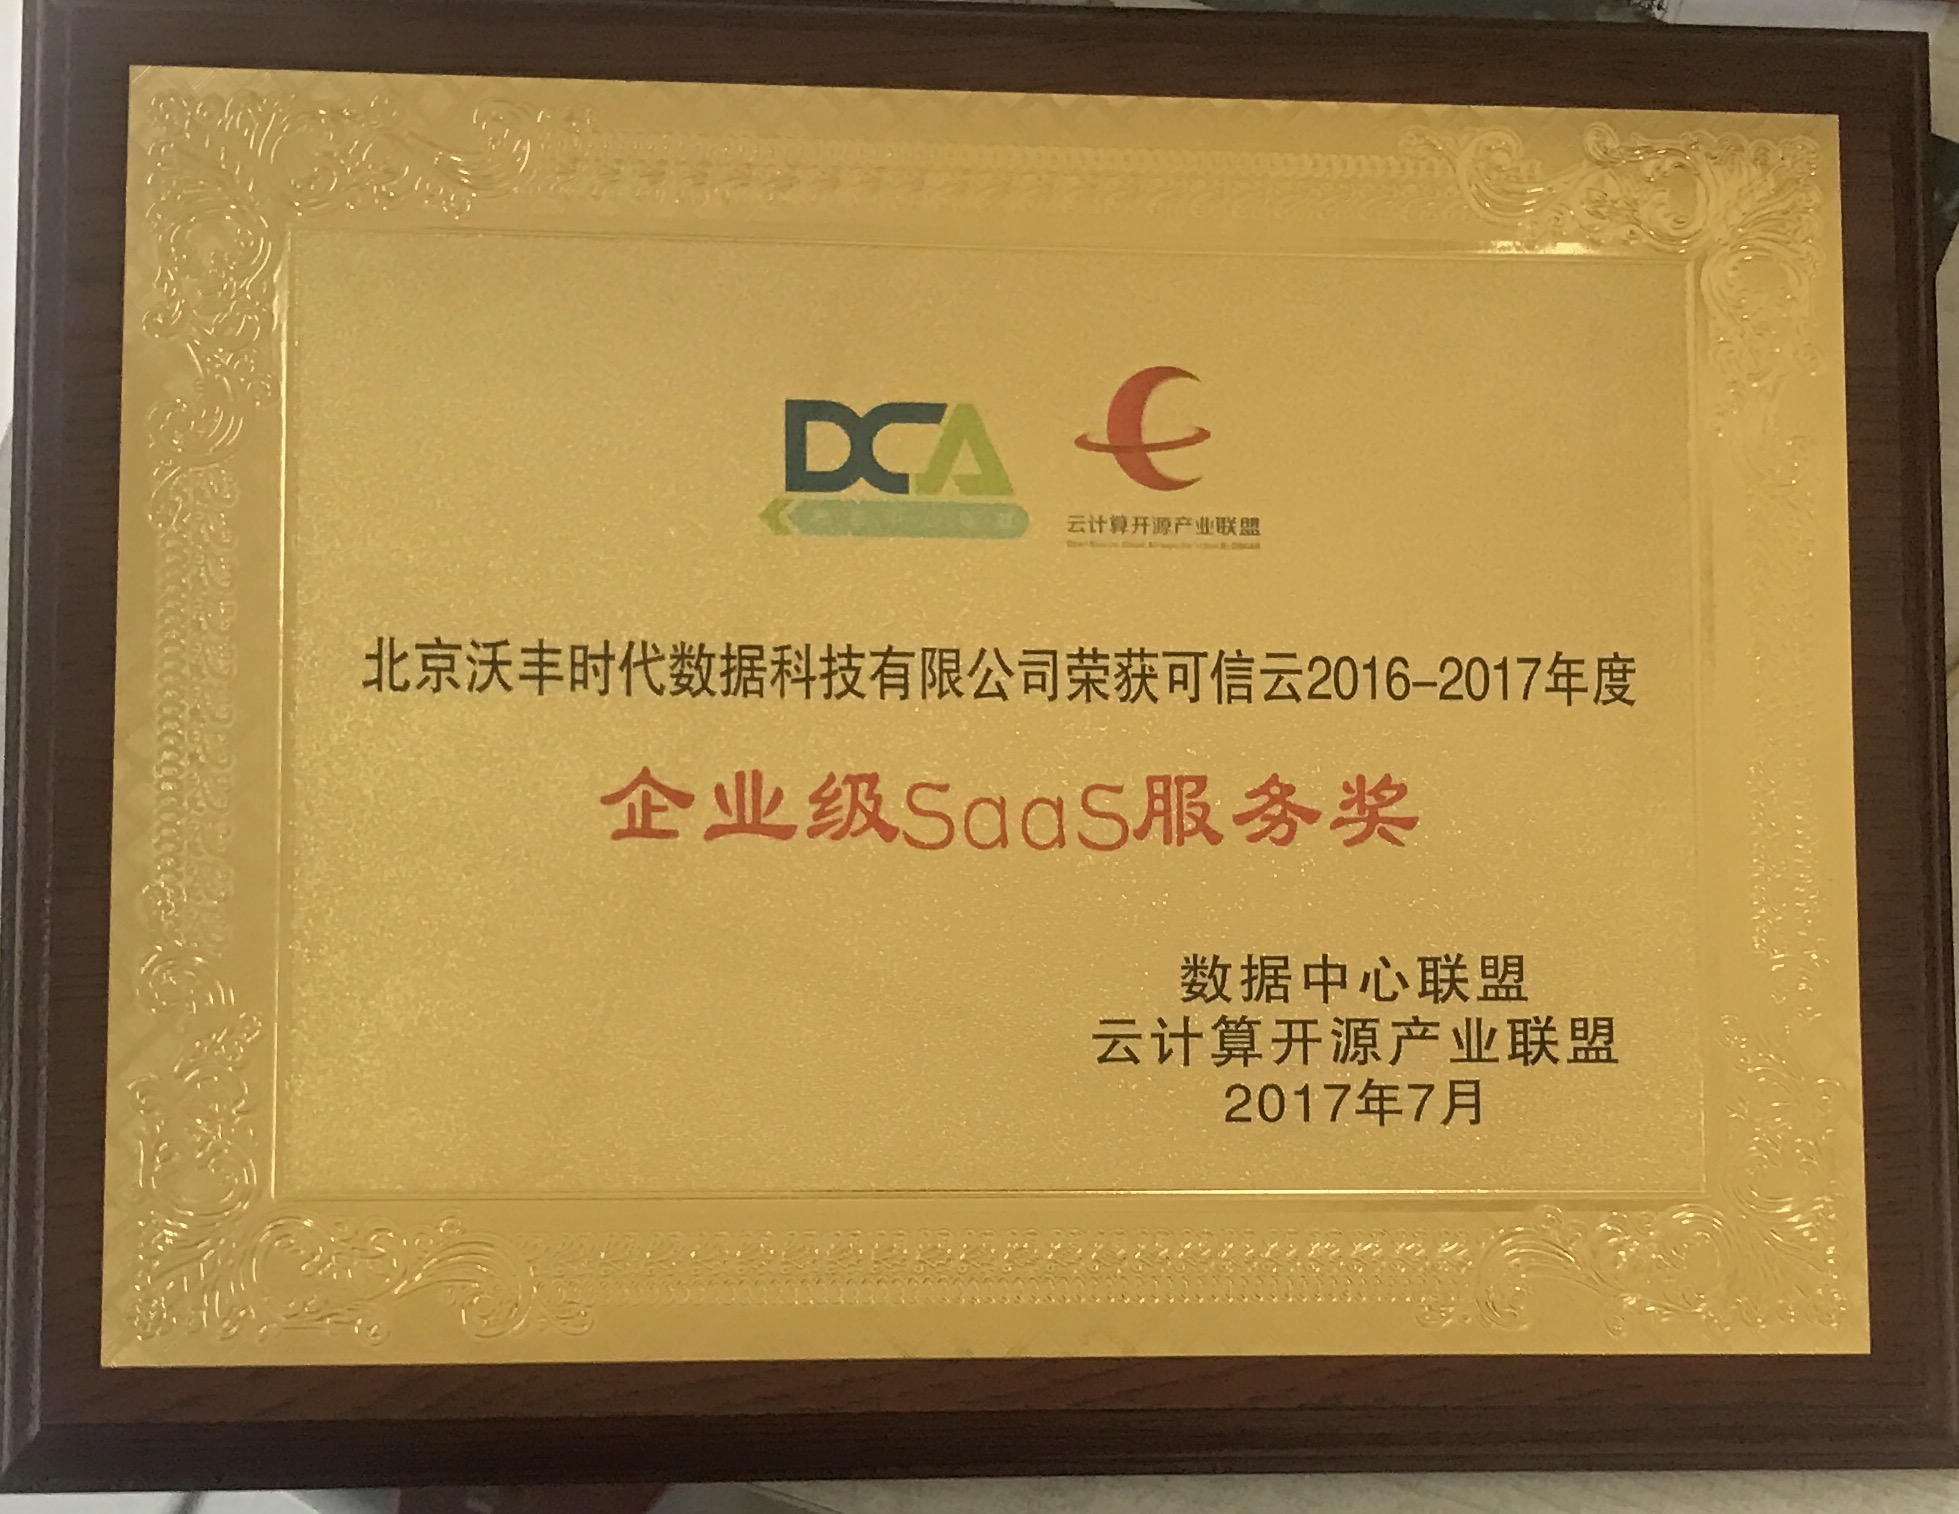 DCA
云计算开源产业联盟
北京沃丰时代数据科技有限公司荣获可信云2016-2017年度
企业级SaaS服务奖
数据中心联盟
云计算开源产业联盟
2017年7月